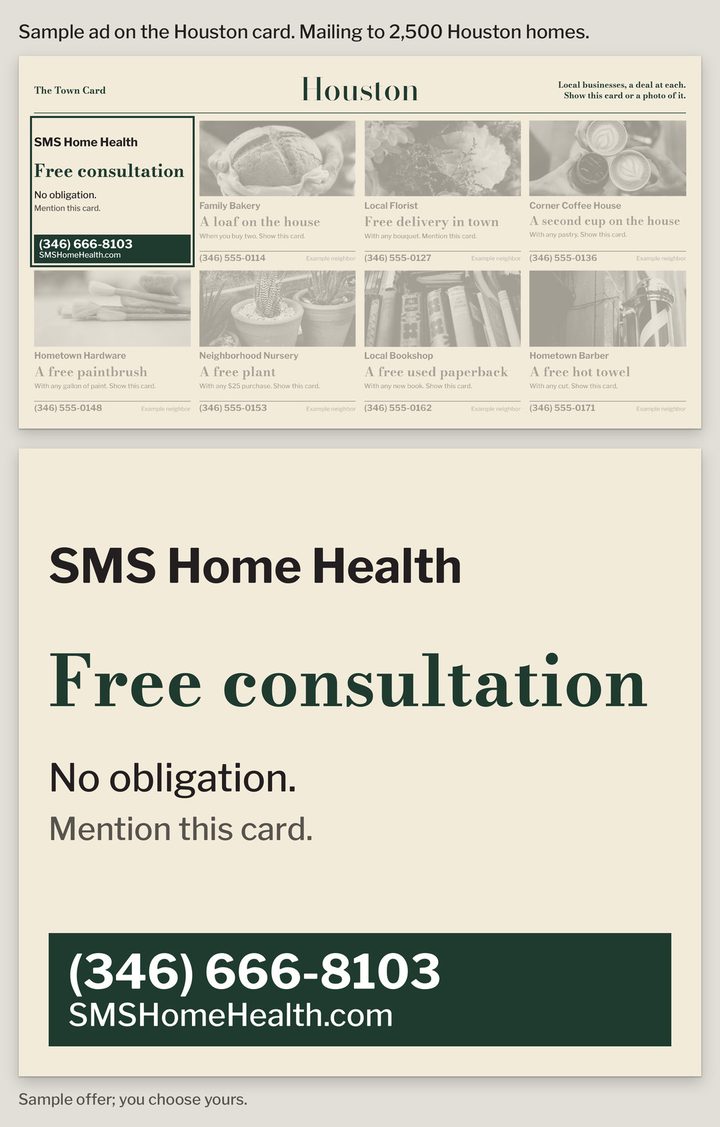 Sample ad on the Houston card. Mailing to 2,500 Houston homes.
The Town Card
Houston
Local businesses, a deal at each.
Show this card or a photo of it.
SMS Home Health
Free consultation
No obligation.
Mention this card.
(346) 666-8103
SMSHomeHealth.com
Family Bakery
A loaf on the house
When you buy two. Show this card.
(346) 555-0114
Example neighbor
Local Florist
Free delivery in town
With any bouquet. Mention this card.
(346) 555-0127
Example neighbor
Corner Coffee House
A second cup on the house
With any pastry. Show this card.
(346) 555-0136
Example neighbor
Hometown Hardware
A free paintbrush
With any gallon of paint. Show this card.
(346) 555-0148
Example neighbor
Neighborhood Nursery
A free plant
With any $25 purchase. Show this card.
(346) 555-0153
Example neighbor
Local Bookshop
A free used paperback
With any new book. Show this card.
(346) 555-0162
Example neighbor
Hometown Barber
A free hot towel
With any cut. Show this card.
(346) 555-0171
Example neighbor
SMS Home Health
Free consultation
No obligation.
Mention this card.
(346) 666-8103
SMSHomeHealth.com
Sample offer; you choose yours.